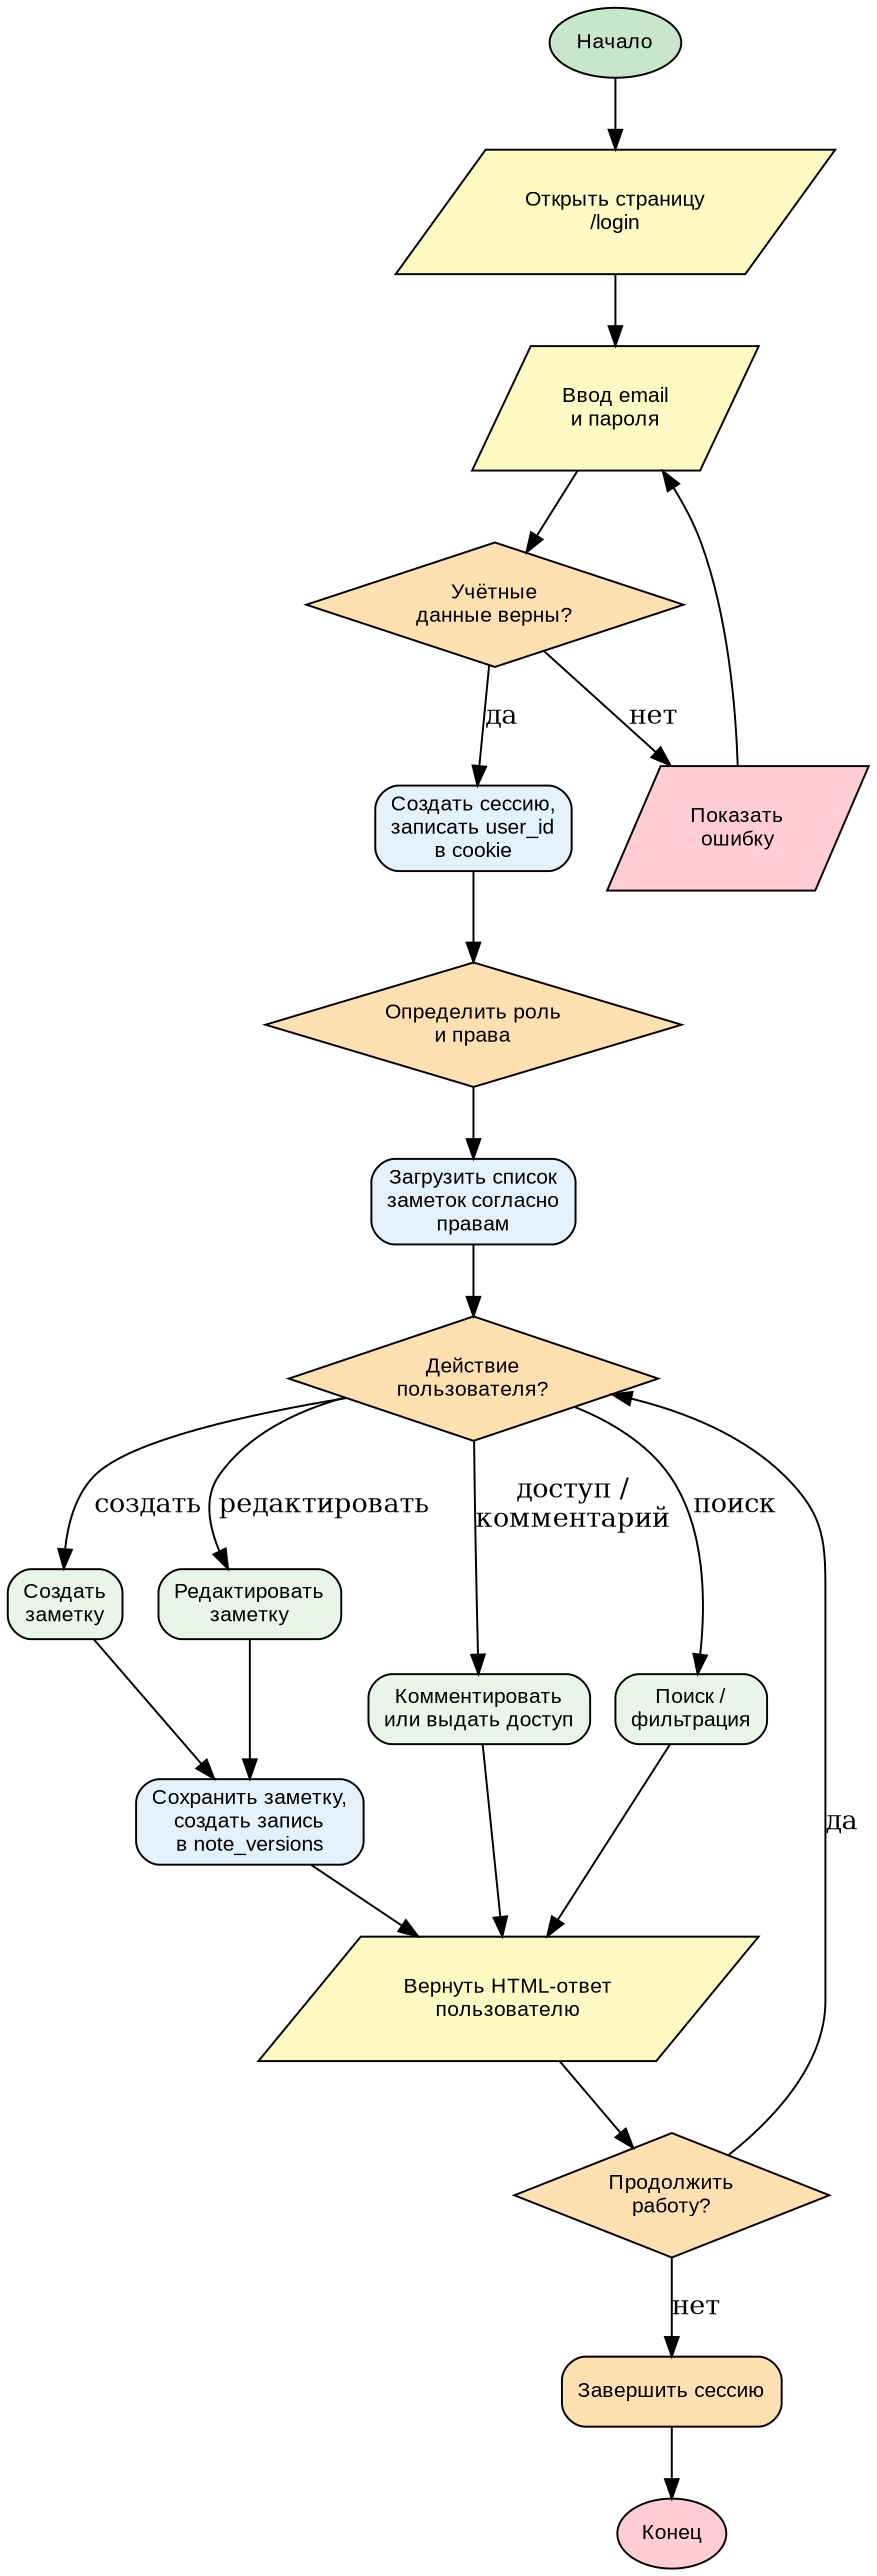 Начало
Открыть страницу
/login
Ввод email
и пароля
Учётные
данные верны?
да
нет
Создать сессию,
записать user_id
в cookie
Показать
ошибку
Определить роль
и права
Загрузить список
заметок согласно
правам
Действие
пользователя?
создать
редактировать
доступ /
комментарий
поиск
Создать
заметку
Редактировать
заметку
Комментировать
или выдать доступ
Поиск /
фильтрация
Сохранить заметку,
создать запись
в note_versions
да
Вернуть HTML-ответ
пользователю
Продолжить
работу?
нет
Завершить сессию
Конец